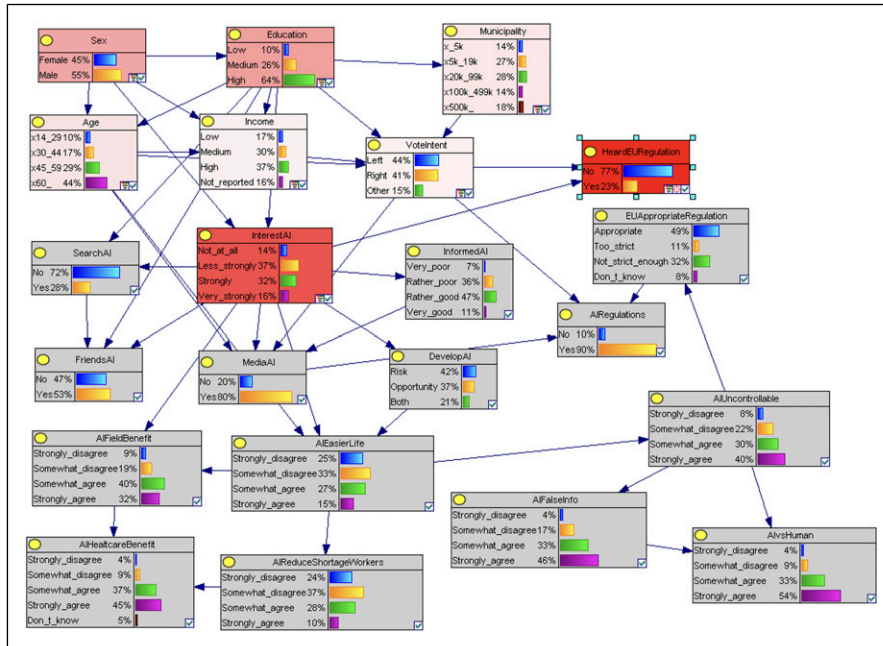 Sex
Female 45%
Male 55%
Education
Low 10%
Medium 26%
High 64%
Municipality
x_5k 14%
x5k_19k 27%
x20k_99k 28%
x100k_499k 14%
x500k_ 18%
Age
x14_29 10%
x30_44 17%
x45_59 29%
x60_ 44%
Income
Low 17%
Medium 30%
High 37%
Not_reported 16%
VoteIntent
Left 44%
Right 41%
Other 15%
HeardEURegulation
No 77%
Yes 23%
EUAppropriateRegulation
Appropriate 49%
Too_strict 11%
Not_strict_enough 32%
Don_t_know 8%
SearchAI
No 72%
Yes 28%
InterestAI
Not_at_all 14%
Less_strongly 37%
Strongly 32%
Very_strongly 16%
InformedAI
Very_poor 7%
Rather_poor 36%
Rather_good 47%
Very_good 11%
AIRegulations
No 10%
Yes 90%
FriendsAI
No 47%
Yes 53%
MediaAI
No 20%
Yes 80%
DevelopAI
Risk 42%
Opportunity 37%
Both 21%
AIUncontrollable
Strongly_disagree 8%
Somewhat_disagree 22%
Somewhat_agree 30%
Strongly_agree 40%
AIFieldBenefit
Strongly_disagree 9%
Somewhat_disagree 19%
Somewhat_agree 40%
Strongly_agree 32%
AIEasierLife
Strongly_disagree 25%
Somewhat_disagree 33%
Somewhat_agree 27%
Strongly_agree 15%
AIFalseInfo
Strongly_disagree 4%
Somewhat_disagree 17%
Somewhat_agree 33%
Strongly_agree 46%
AIvsHuman
Strongly_disagree 4%
Somewhat_disagree 9%
Somewhat_agree 33%
Strongly_agree 54%
AIHealtcareBenefit
Strongly_disagree 4%
Somewhat_disagree 9%
Somewhat_agree 37%
Strongly_agree 45%
Don_t_know 5%
AIReduceShortageWorkers
Strongly_disagree 24%
Somewhat_disagree 37%
Somewhat_agree 28%
Strongly_agree 10%